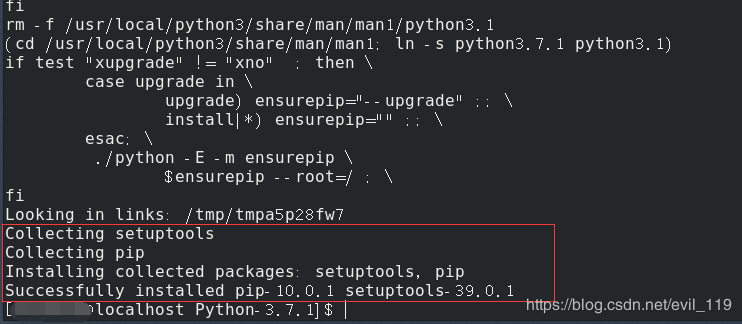 fi
rm -f /usr/local/python3/share/man/man1/python3.1
(cd /usr/local/python3/share/man/man1; ln -s python3.7.1 python3.1)
if test "xupgrade" != "xno"  ; then \
        case upgrade in \
                upgrade) ensurepip="--upgrade" ;; \
                install|*) ensurepip="" ;; \
        esac; \
         ./python -E -m ensurepip \
                $ensurepip --root=/ ; \
fi
Looking in links: /tmp/tmpa5p28fw7
Collecting setuptools
Collecting pip
Installing collected packages: setuptools, pip
Successfully installed pip-10.0.1 setuptools-39.0.1
[@localhost Python-3.7.1]$
https://blog.csdn.net/evil_119